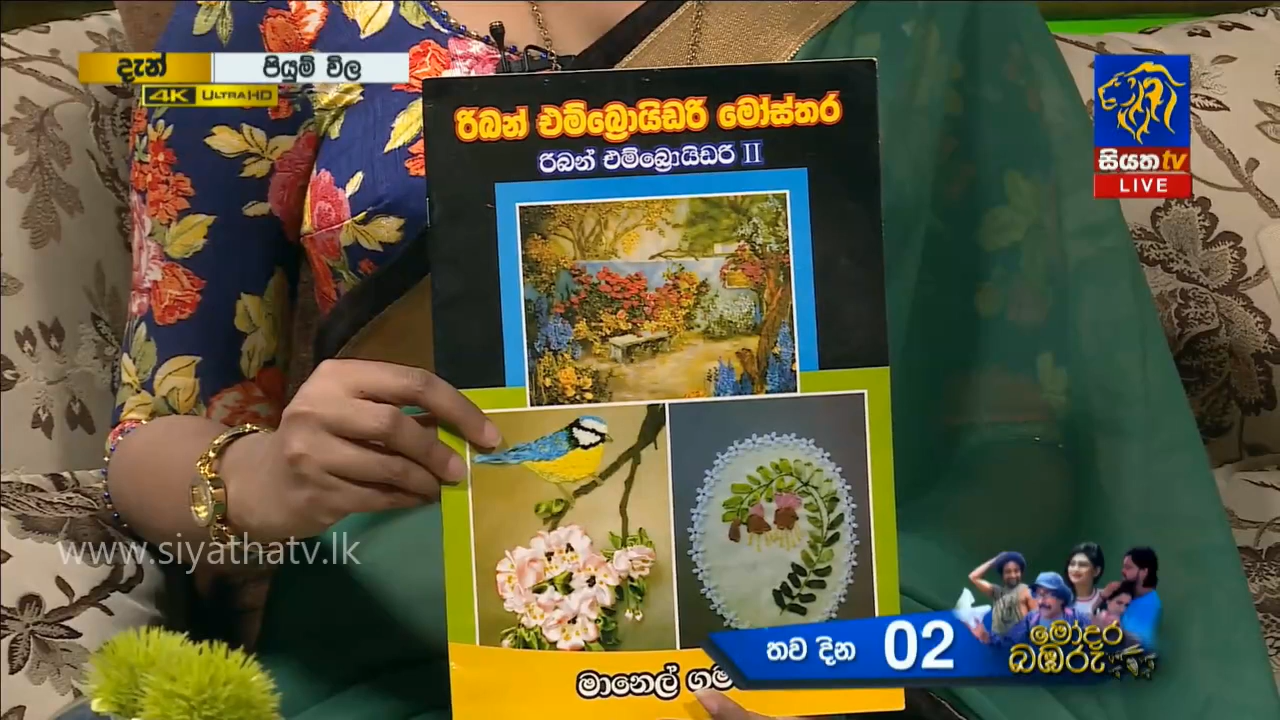 දැන් පියුම් විල
4K ULTRA HD
සියත tv
LIVE
රිබන් එම්බ්‍රොයිඩරි මෝස්තර
රිබන් එම්බ්‍රොයිඩරි II
www.siyathatv.lk
තව දින 02
මෝදර
බඹරු
මානෙල්